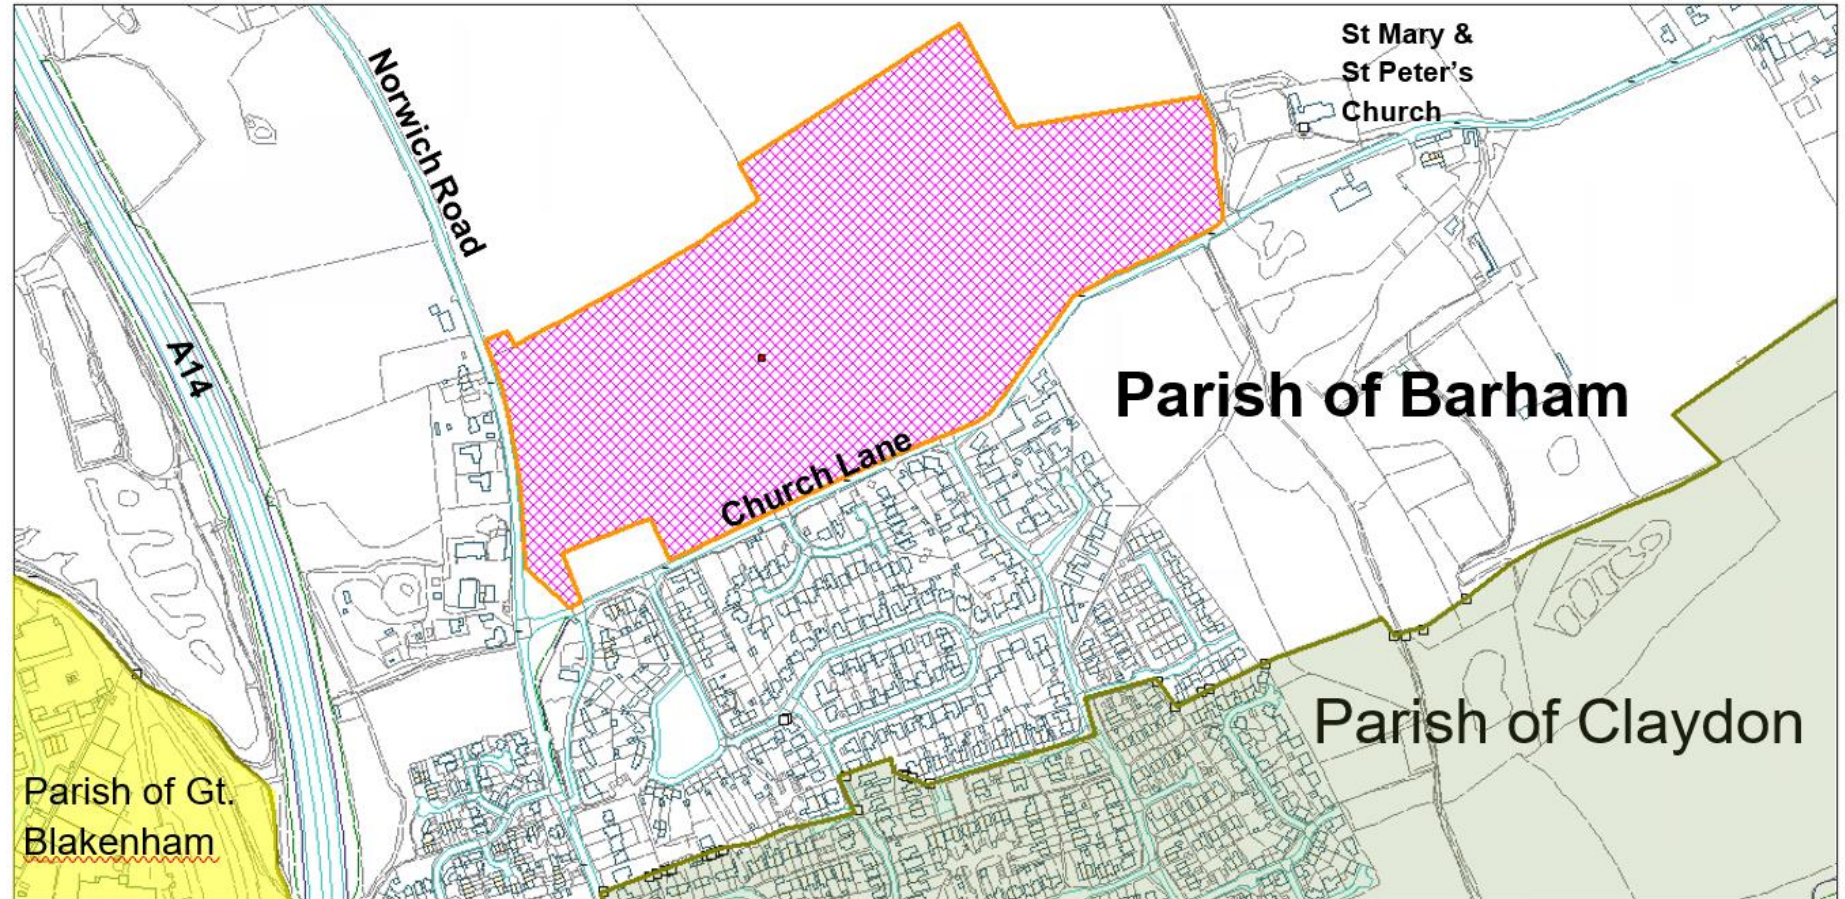 St Mary &
St Peter's
Church
Norwich Road
A14
Parish of Barham
Church Lane
Parish of Claydon
Parish of Gt.
Blakenham